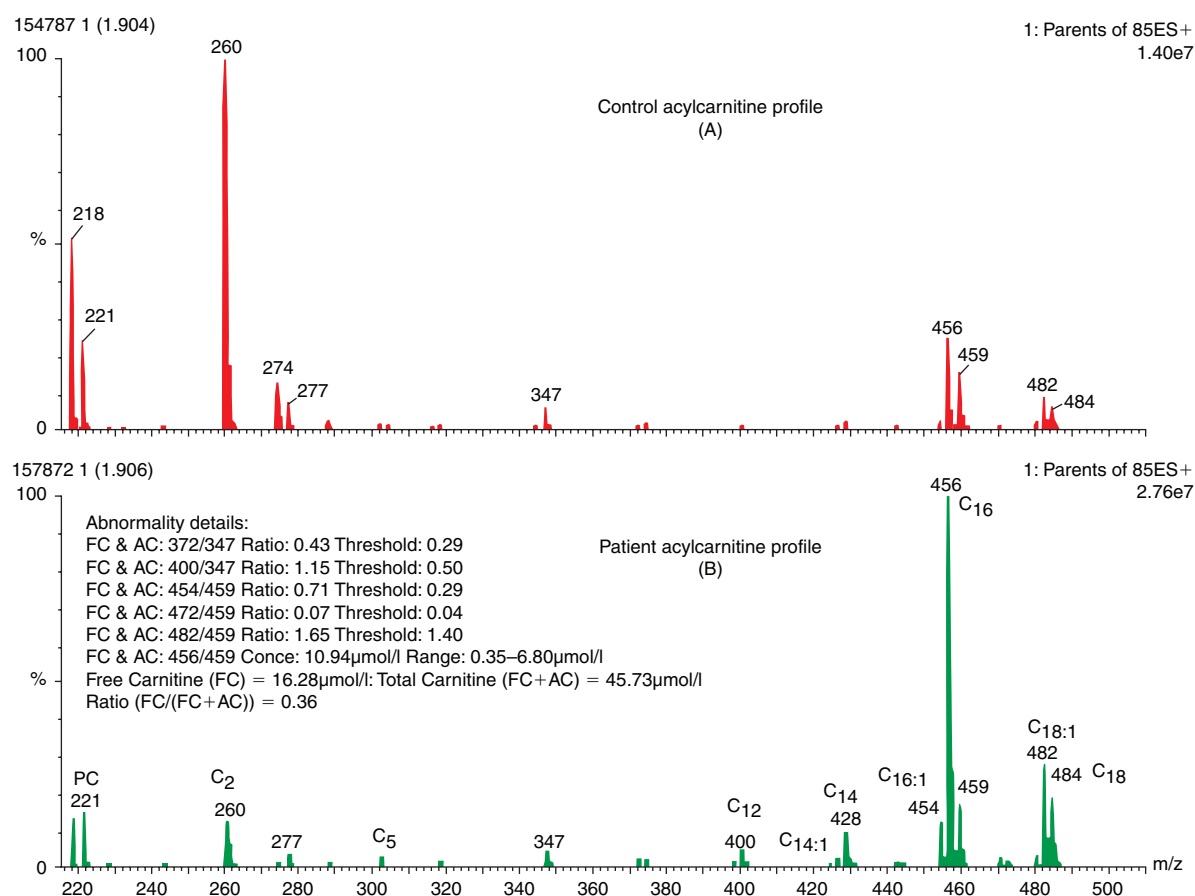 154787 1 (1.904)
1: Parents of 85ES+
1.40e7
100
%
0
260
218
221
274
277
347
456
459
482
484
Control acylcarnitine profile
(A)
157872 1 (1.906)
1: Parents of 85ES+
2.76e7
100
%
0
Abnormality details:
FC & AC: 372/347 Ratio: 0.43 Threshold: 0.29
FC & AC: 400/347 Ratio: 1.15 Threshold: 0.50
FC & AC: 454/459 Ratio: 0.71 Threshold: 0.29
FC & AC: 472/459 Ratio: 0.07 Threshold: 0.04
FC & AC: 482/459 Ratio: 1.65 Threshold: 1.40
FC & AC: 456/459 Conce: 10.94µmol/l Range: 0.35–6.80µmol/l
Free Carnitine (FC) = 16.28µmol/l: Total Carnitine (FC+AC) = 45.73µmol/l
Ratio (FC/(FC+AC)) = 0.36
Patient acylcarnitine profile
(B)
PC
221
C2
260
277
C5
347
C12
400
C14:1
C14
428
C16:1
454
456
C16
459
C18:1
482
484
C18
220 240 260 280 300 320 340 360 380 400 420 440 460 480 500 m/z